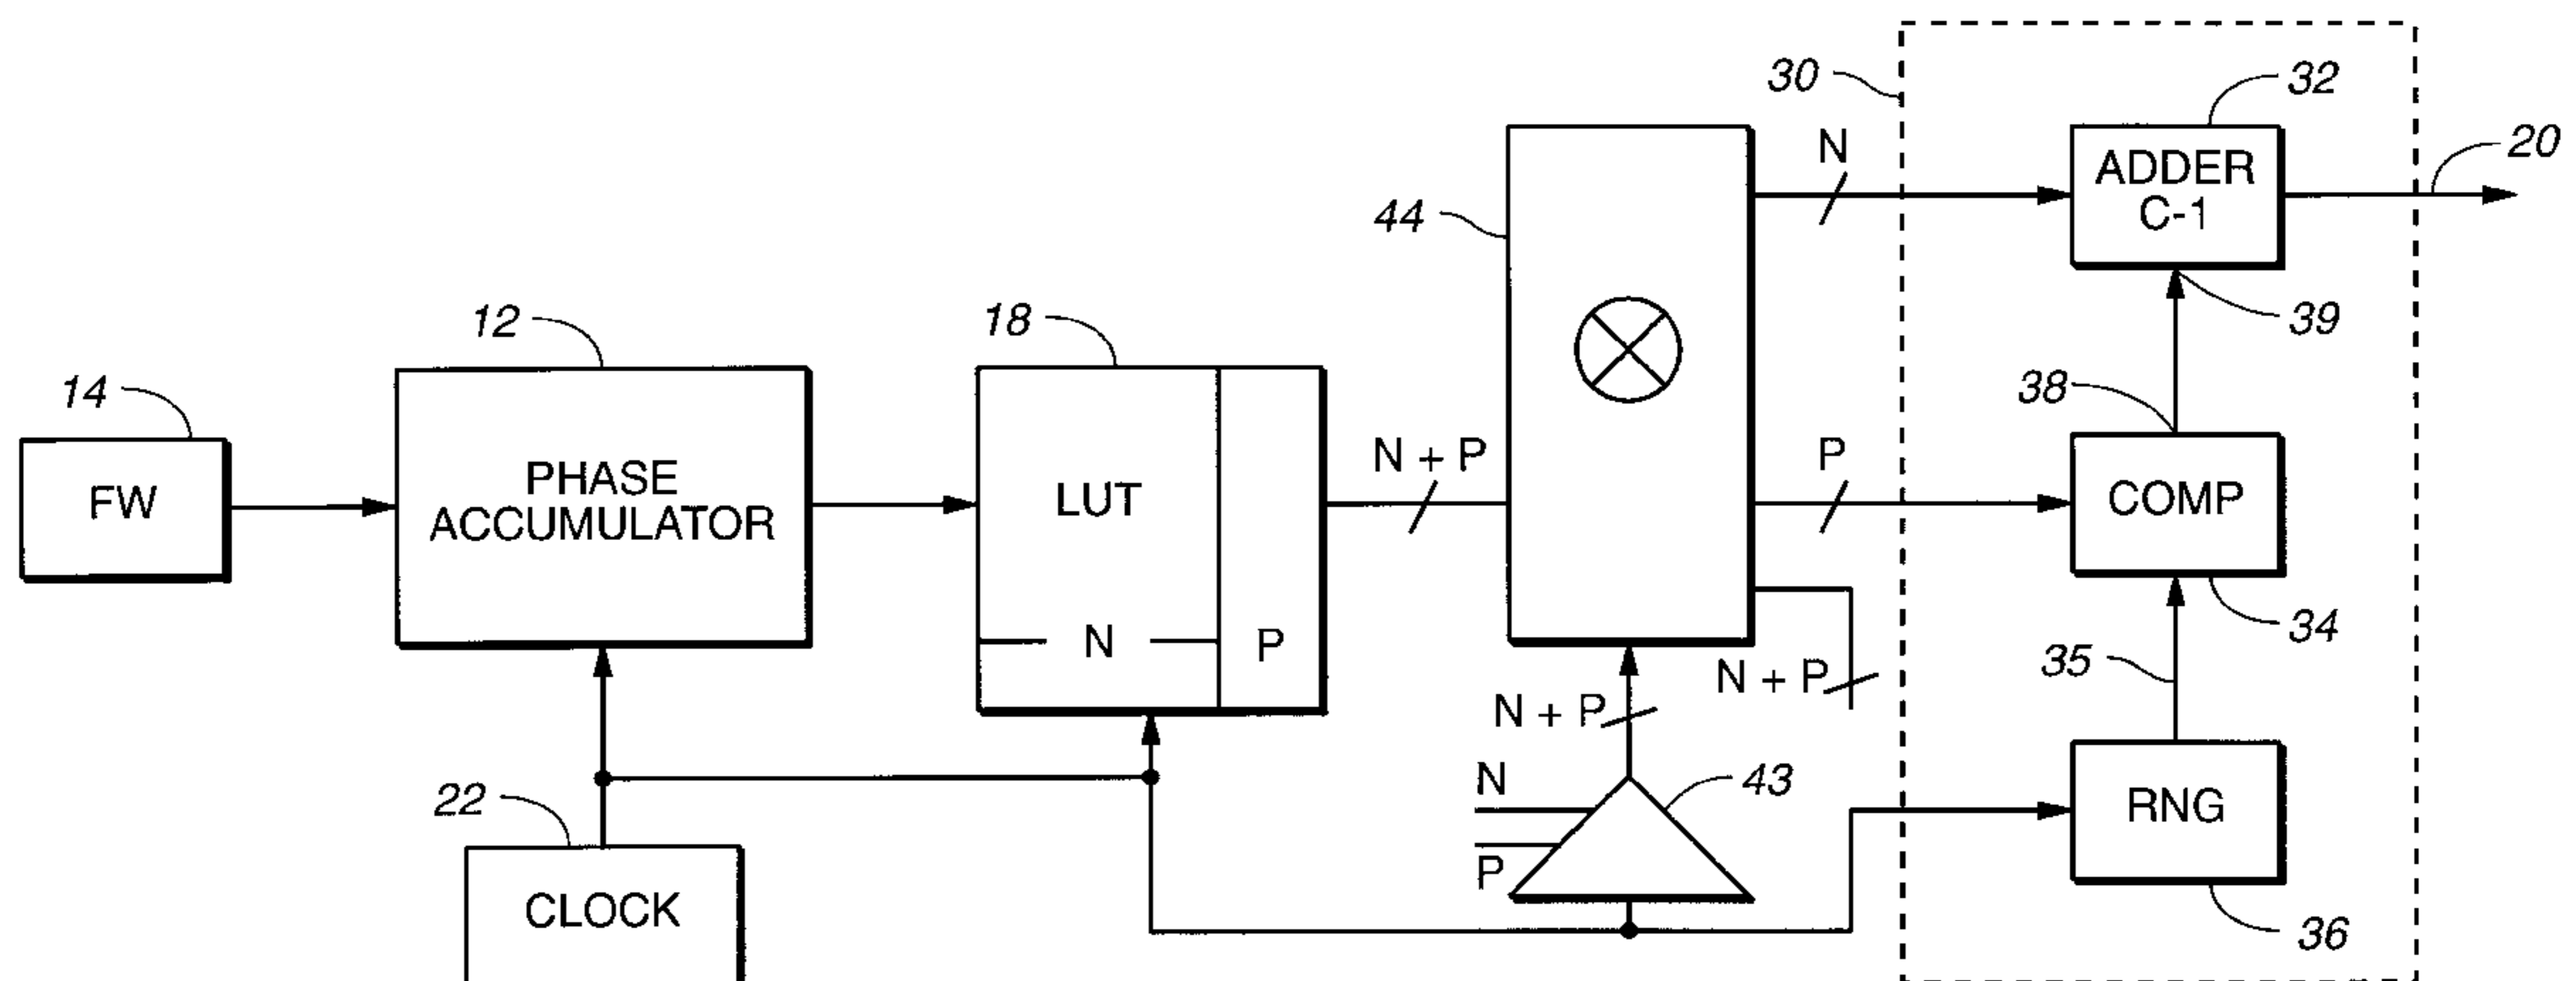 30
32
N
ADDER
C-1
20
44
39
12
18
14
38
FW
PHASE
ACCUMULATOR
LUT
N + P
P
COMP
N
P
34
35
N + P
N + P
N
43
22
P
RNG
CLOCK
36